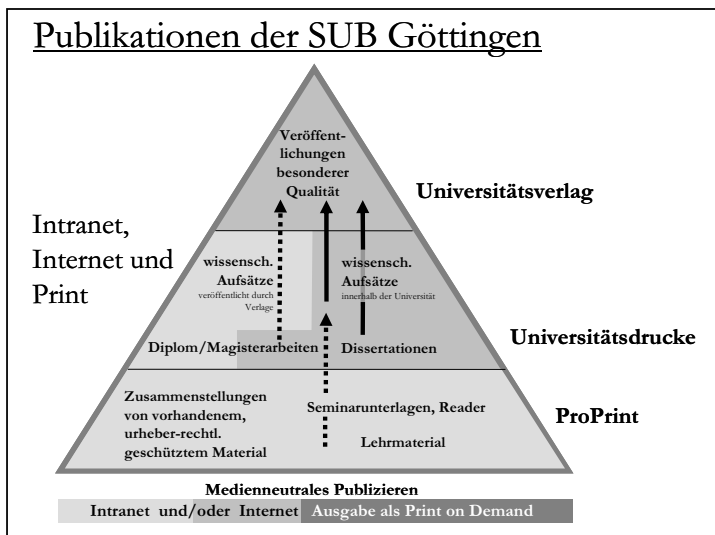 Publikationen der SUB Göttingen
Veröffent-
lichungen
besonderer
Qualität
Universitätsverlag
Intranet,
Internet und
Print
wissensch.
Aufsätze
veröffentlicht durch
Verlage
wissensch.
Aufsätze
innerhalb der Universität
Universitätsdrucke
Diplom/Magisterarbeiten
Dissertationen
Zusammenstellungen
von vorhandenem,
urheber-rechtl.
geschütztem Material
Seminarunterlagen, Reader
Lehrmaterial
ProPrint
Medienneutrales Publizieren
Intranet und/oder Internet
Ausgabe als Print on Demand